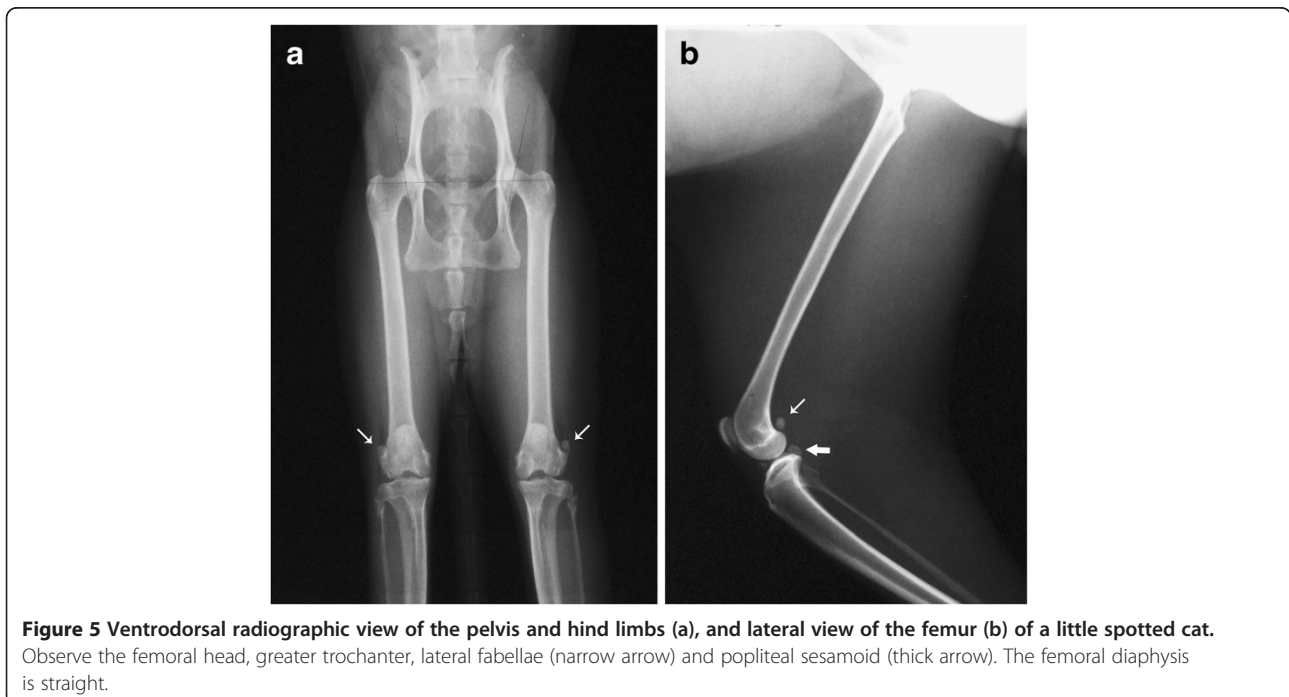 a
b
Figure 5 Ventrodorsal radiographic view of the pelvis and hind limbs (a), and lateral view of the femur (b) of a little spotted cat.
Observe the femoral head, greater trochanter, lateral fabellae (narrow arrow) and popliteal sesamoid (thick arrow). The femoral diaphysis
is straight.